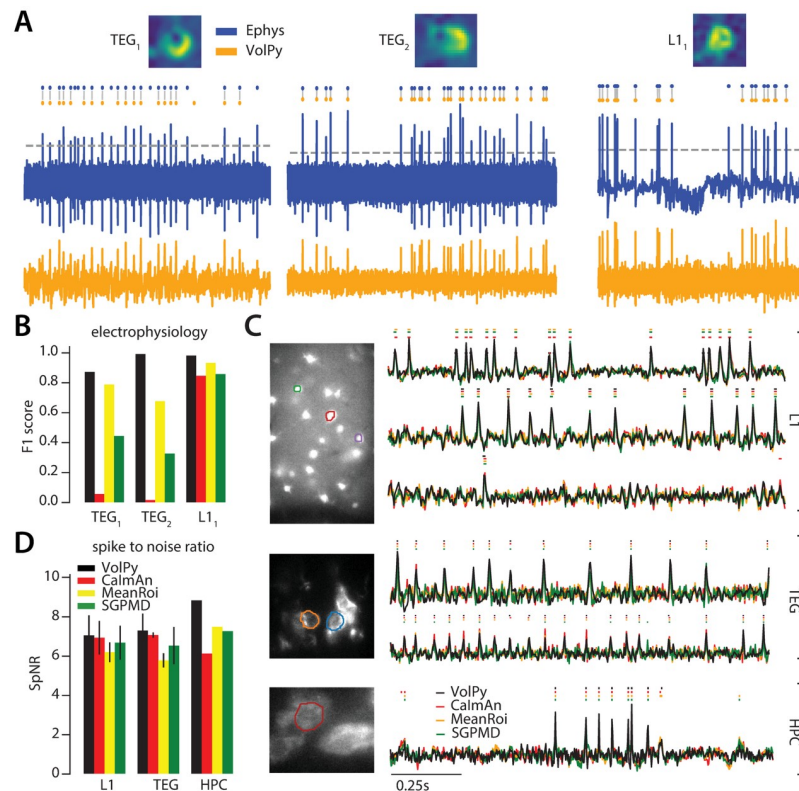 A
TEG1
Ephys
VolPy
TEG2
L11
B
electrophysiology
F1 score
1.0
0.8
0.6
0.4
0.2
0.0
TEG1 TEG2 L11
C
L1
TEG
HPC
VolPy
CaImAn
MeanRoi
SGPMD
0.25s
D
spike to noise ratio
VolPy
CaImAn
MeanRoi
SGPMD
SpNR
10
8
6
4
2
0
L1 TEG HPC